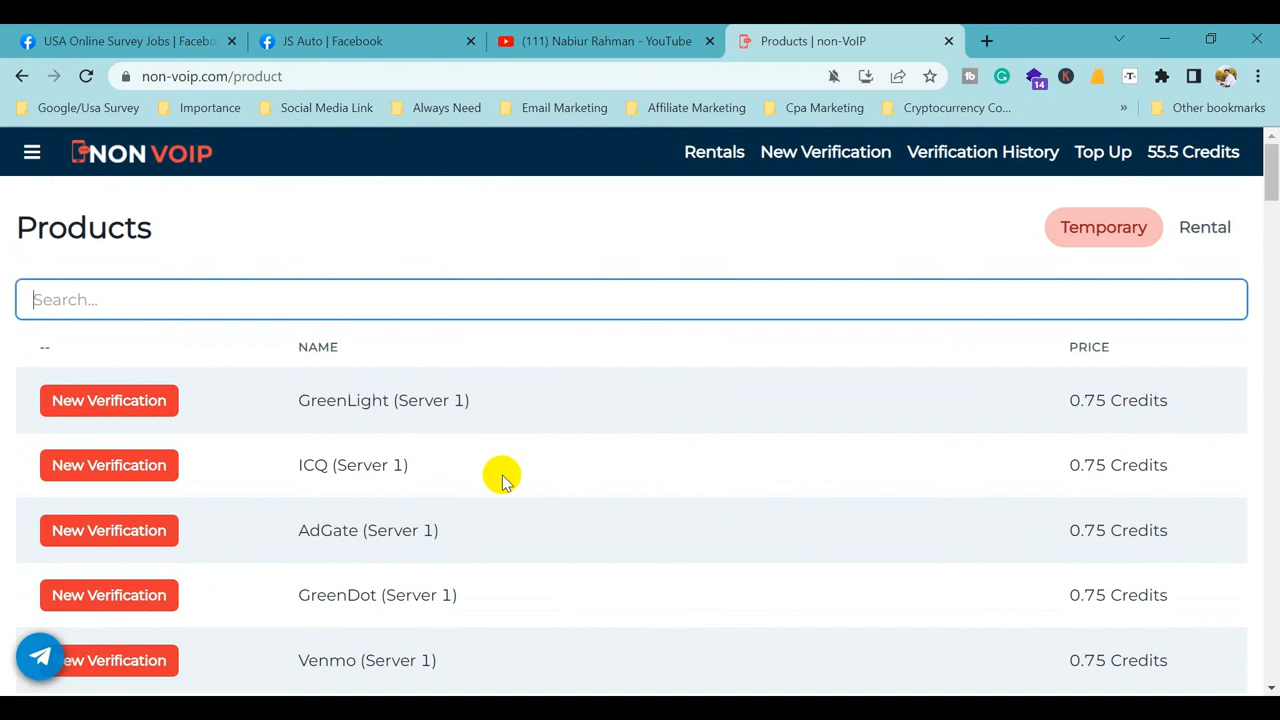 USA Online Survey Jobs | Facebo
JS Auto | Facebook
(111) Nabiur Rahman - YouTube
Products | non-VoIP
non-voip.com/product
14
K
-T-
Google/Usa Survey
Importance
Social Media Link
Always Need
Email Marketing
Affiliate Marketing
Cpa Marketing
Cryptocurrency Co...
»
Other bookmarks
NON VOIP
Rentals
New Verification
Verification History
Top Up
55.5 Credits
Products
Temporary
Rental
Search...
-- NAME PRICE
New Verification GreenLight (Server 1) 0.75 Credits
New Verification ICQ (Server 1) 0.75 Credits
New Verification AdGate (Server 1) 0.75 Credits
New Verification GreenDot (Server 1) 0.75 Credits
ew Verification Venmo (Server 1) 0.75 Credits